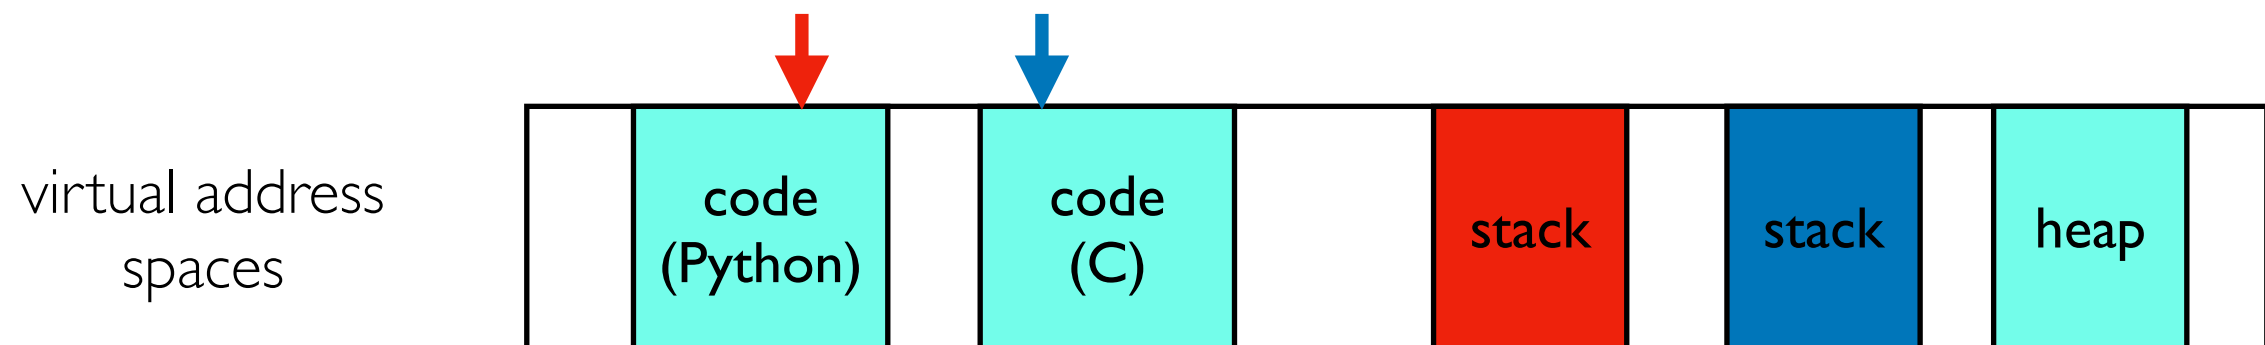 virtual address
spaces
code
(Python)
code
(C)
stack
stack
heap